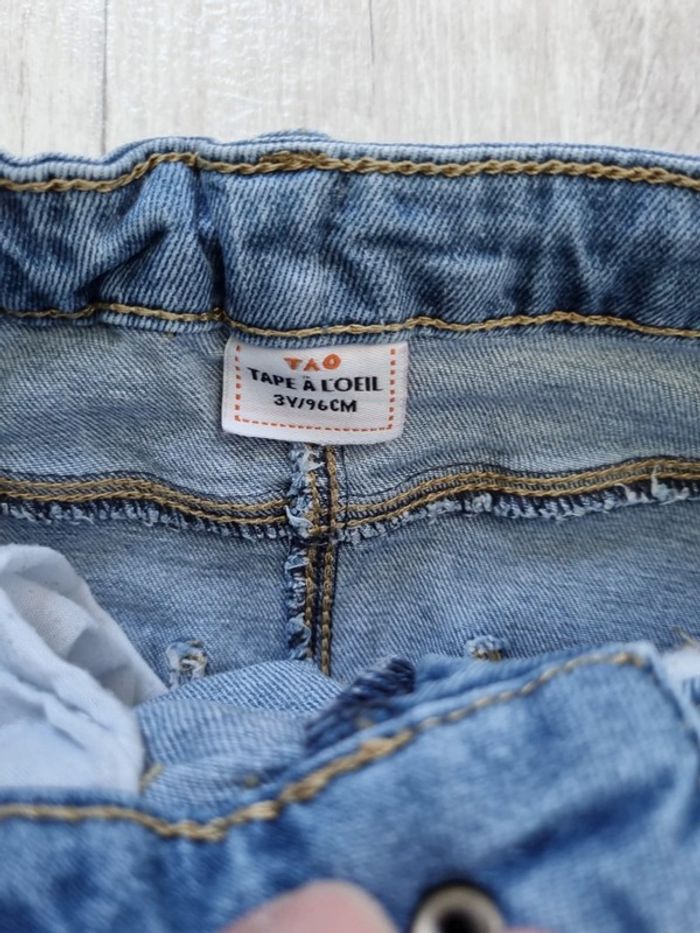 TAO
TAPE À L'OEIL
3Y/96CM